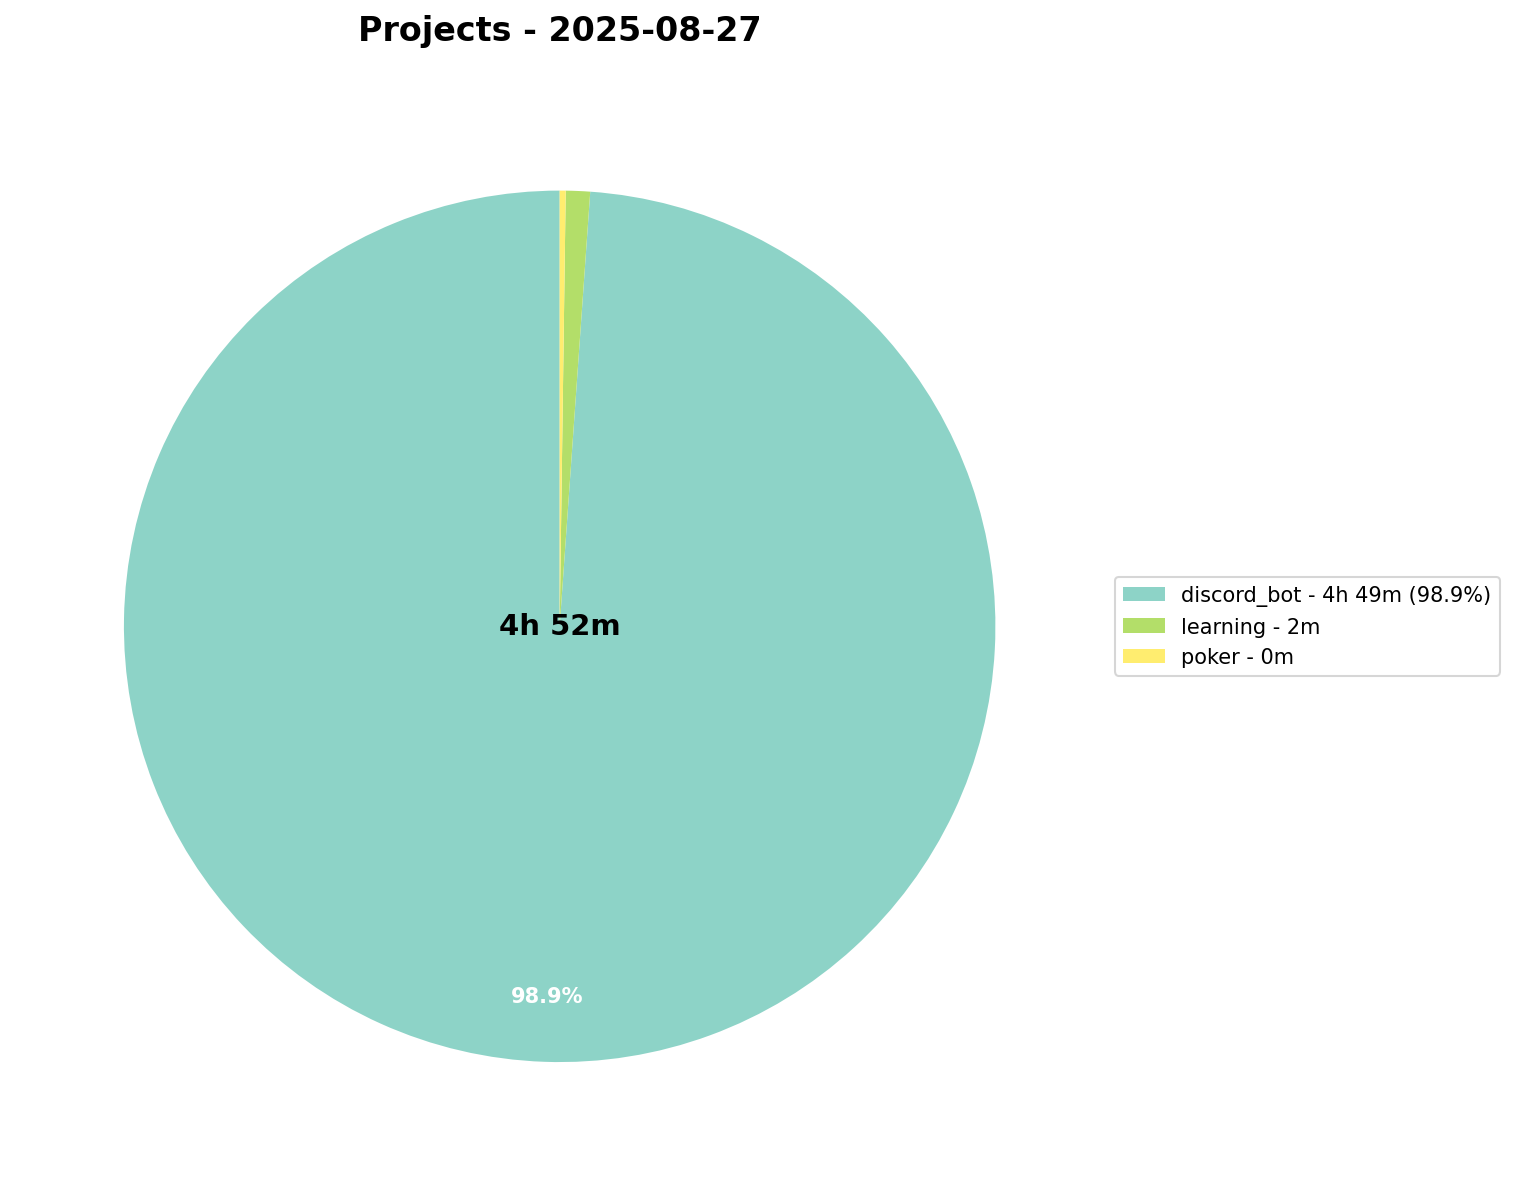 Projects - 2025-08-27
4h 52m
98.9%
discord_bot - 4h 49m (98.9%)
learning - 2m
poker - 0m